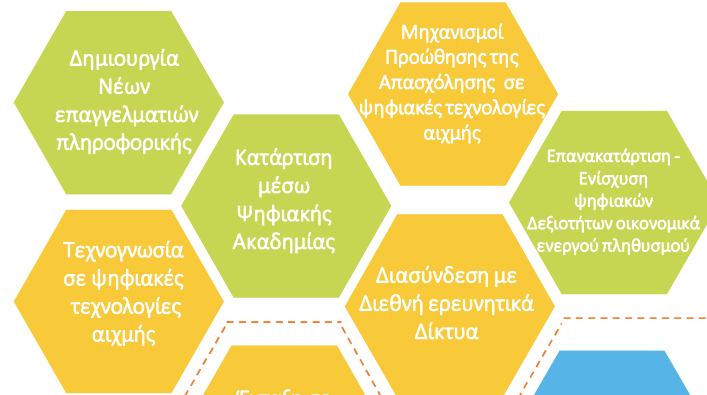 Δημιουργία
Νέων
επαγγελματιών
πληροφορικής
Μηχανισμοί
Προώθησης της
Απασχόλησης σε
ψηφιακές τεχνολογίες
αιχμής
Κατάρτιση
μέσω
Ψηφιακής
Ακαδημίας
Επανακατάρτιση -
Ενίσχυση
ψηφιακών
Δεξιοτήτων οικονομικά
ενεργού πληθυσμού
Τεχνογνωσία
σε ψηφιακές
τεχνολογίες
αιχμής
Διασύνδεση με
Διεθνή ερευνητικά
Δίκτυα